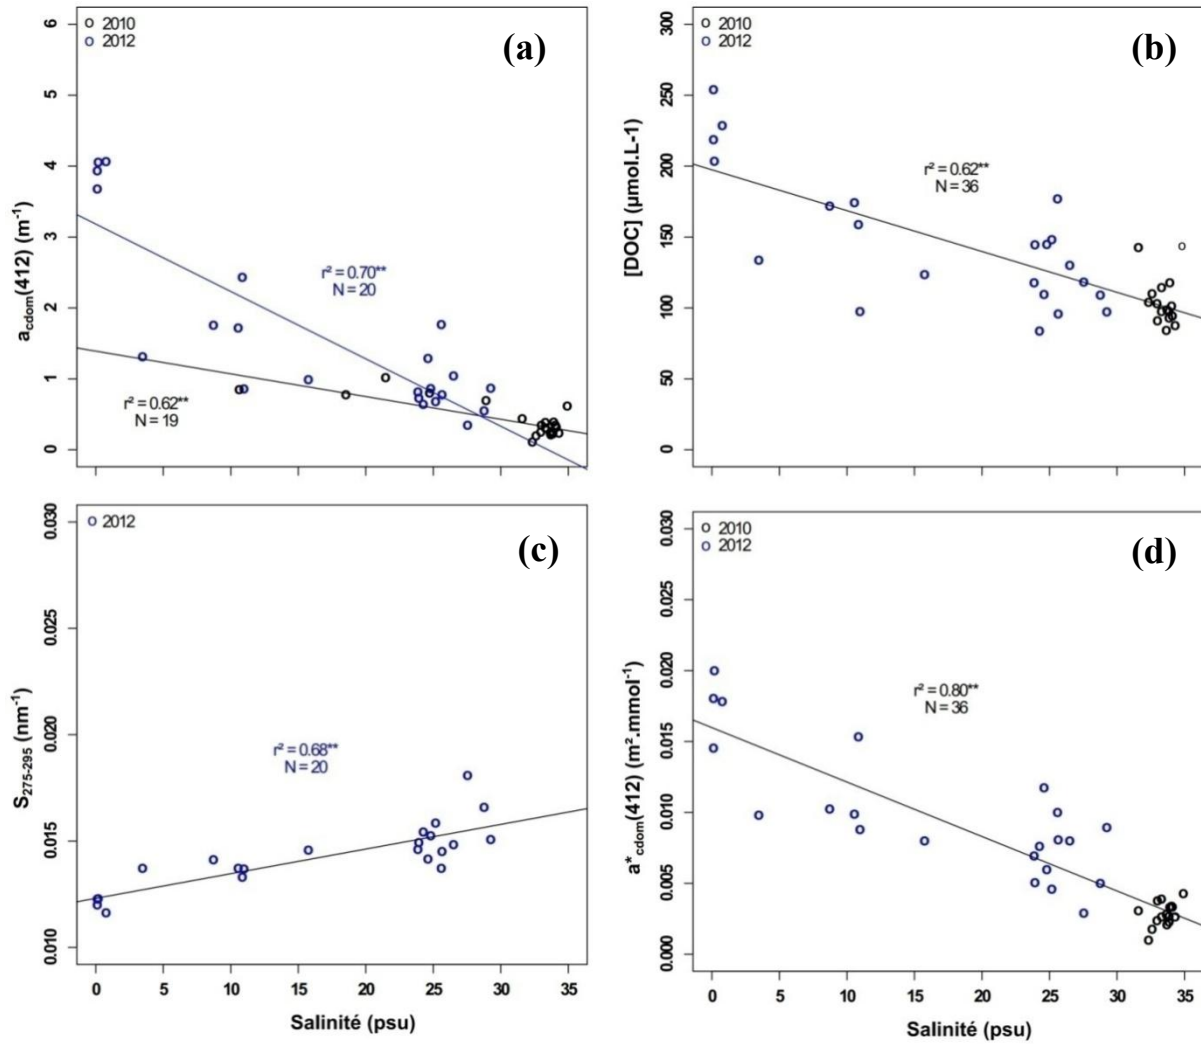 o 2010
o 2012
(a)
6
5
4
3
2
1
0
a_cdom(412) (m⁻¹)
r² = 0.70**
N = 20
r² = 0.62**
N = 19
o 2010
o 2012
(b)
300
250
200
150
100
50
0
[DOC] (µmol.L-1)
r² = 0.62**
N = 36
o 2012
(c)
0.030
0.025
0.020
0.015
0.010
S₂₇₅₋₂₉₅ (nm⁻¹)
r² = 0.68**
N = 20
0 5 10 15 20 25 30 35
Salinité (psu)
o 2010
o 2012
(d)
0.030
0.025
0.020
0.015
0.010
0.005
0.000
a*_cdom(412) (m².mmol⁻¹)
r² = 0.80**
N = 36
0 5 10 15 20 25 30 35
Salinité (psu)